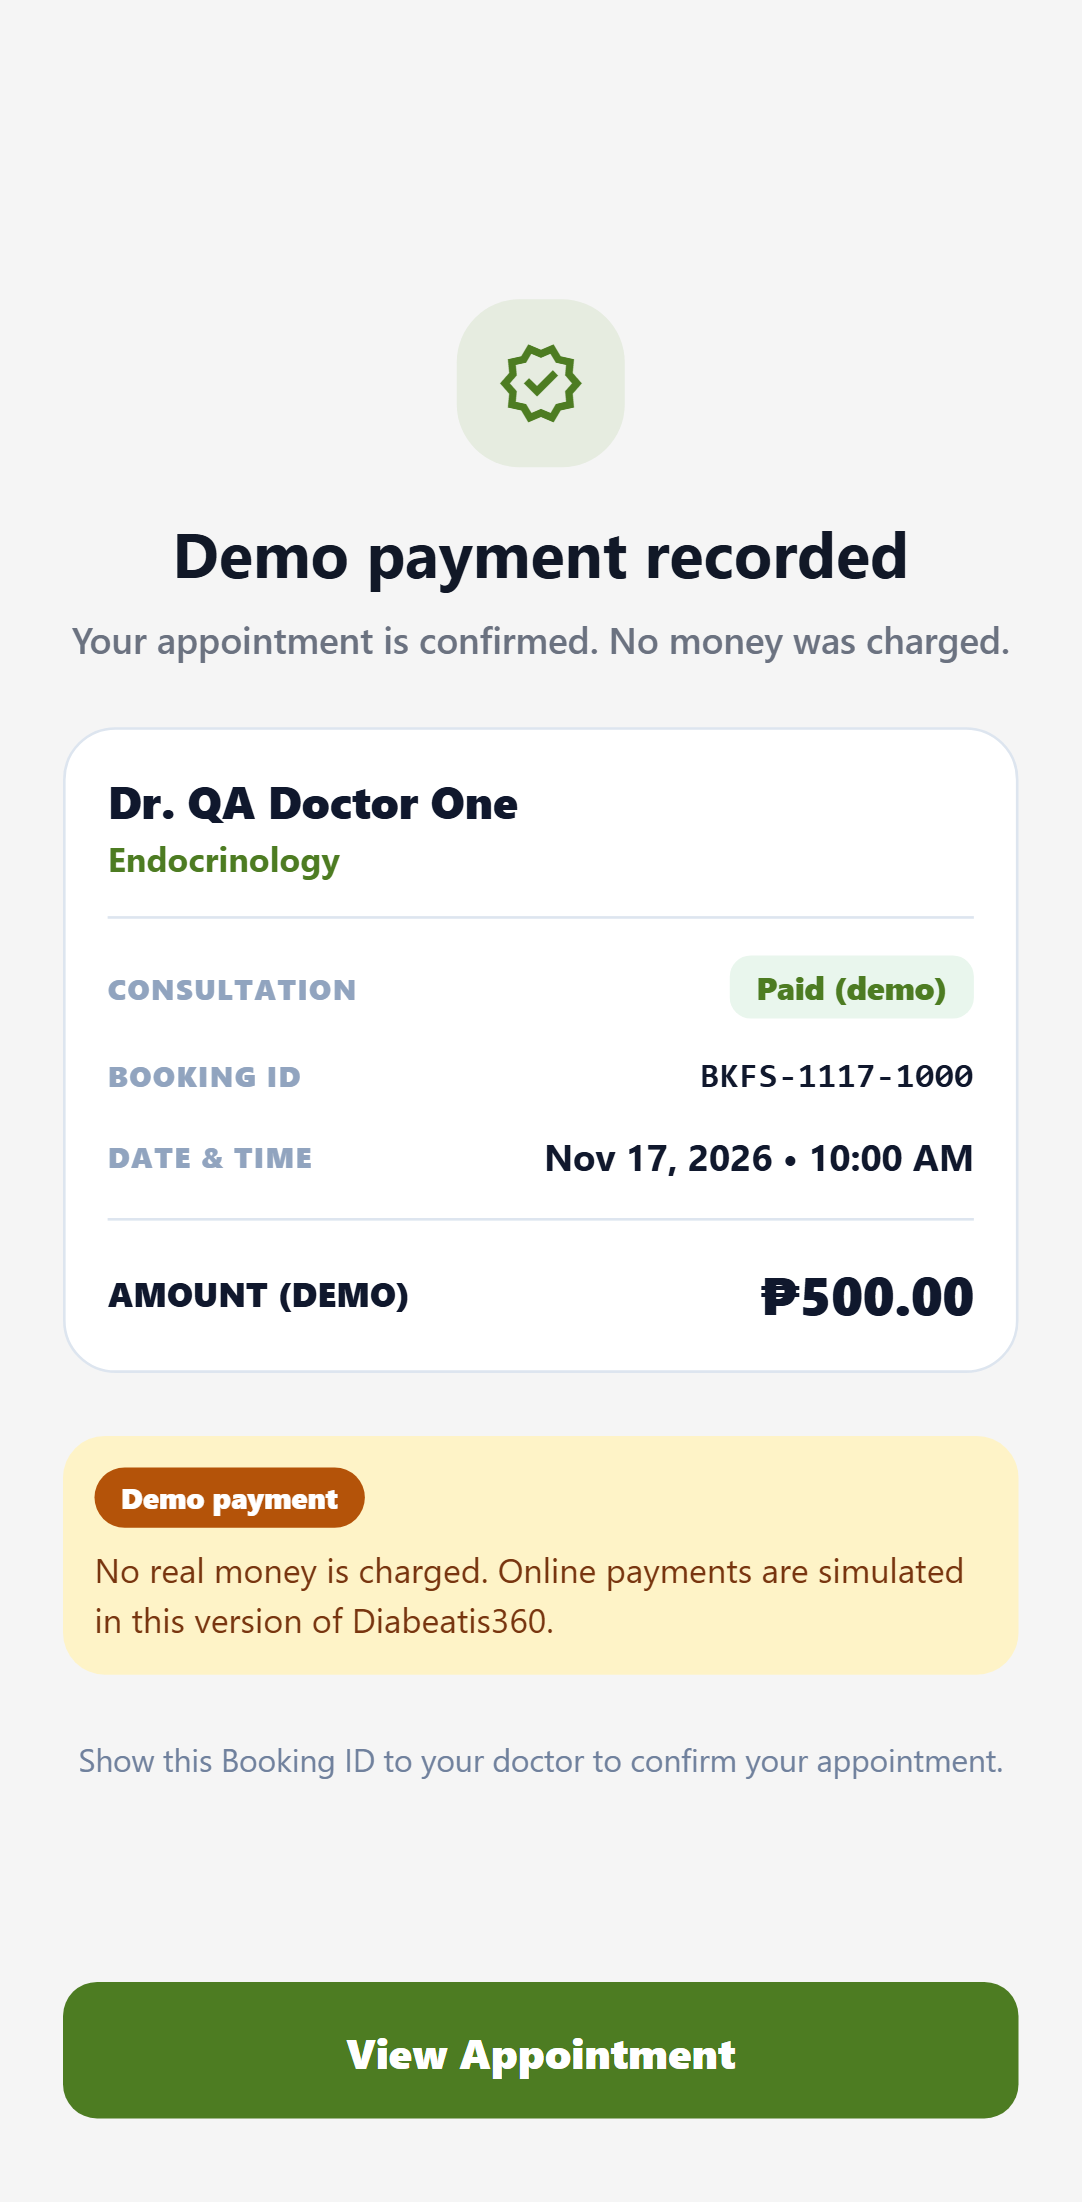 Demo payment recorded
Your appointment is confirmed. No money was charged.
Dr. QA Doctor One
Endocrinology
CONSULTATION Paid (demo)
BOOKING ID BKFS-1117-1000
DATE & TIME Nov 17, 2026 • 10:00 AM
AMOUNT (DEMO) ₱500.00
Demo payment
No real money is charged. Online payments are simulated
in this version of Diabeatis360.
Show this Booking ID to your doctor to confirm your appointment.
View Appointment